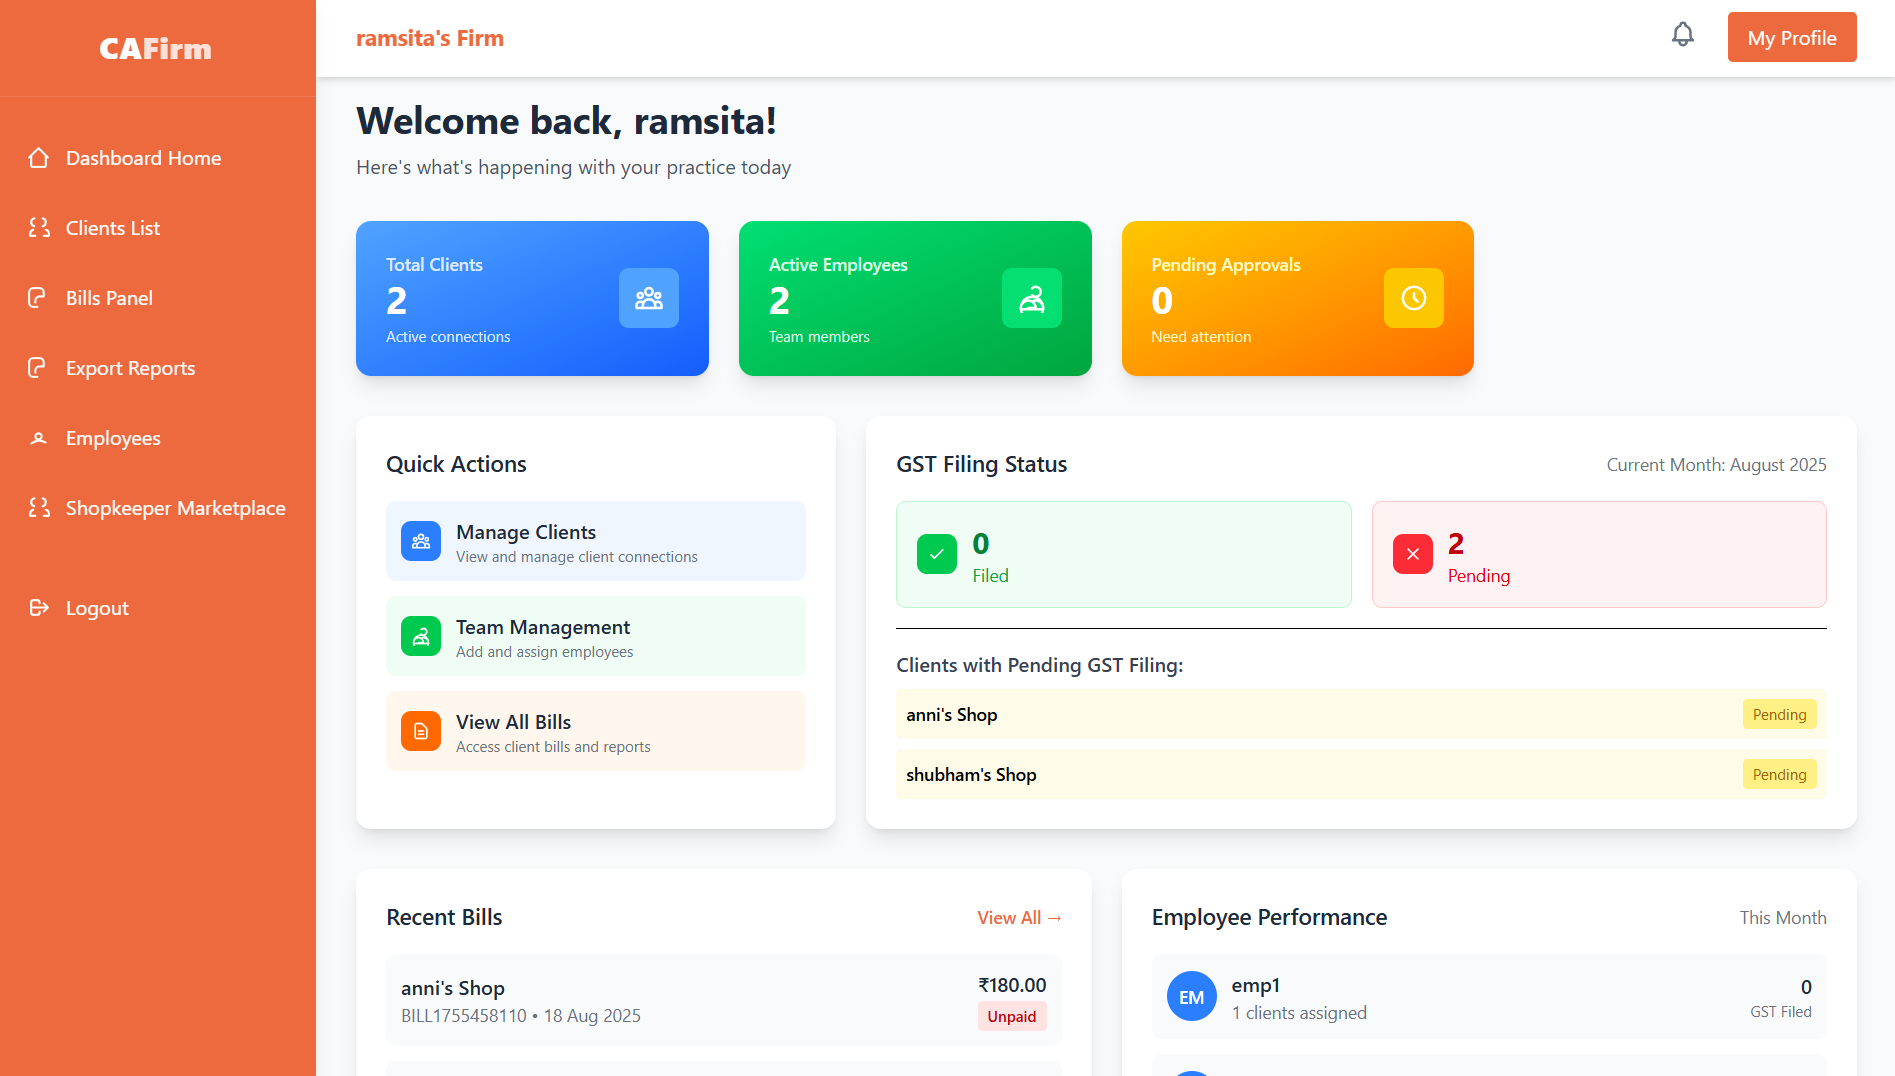 CAFirm
Dashboard Home
Clients List
Bills Panel
Export Reports
Employees
Shopkeeper Marketplace
Logout
ramsita's Firm
My Profile
Welcome back, ramsita!
Here's what's happening with your practice today
Total Clients
2
Active connections
Active Employees
2
Team members
Pending Approvals
0
Need attention
Quick Actions
Manage Clients
View and manage client connections
Team Management
Add and assign employees
View All Bills
Access client bills and reports
GST Filing Status
Current Month: August 2025
0
Filed
2
Pending
Clients with Pending GST Filing:
anni's Shop
Pending
shubham's Shop
Pending
Recent Bills
View All →
anni's Shop
₹180.00
BILL1755458110 • 18 Aug 2025
Unpaid
Employee Performance
This Month
EM
emp1
0
1 clients assigned
GST Filed